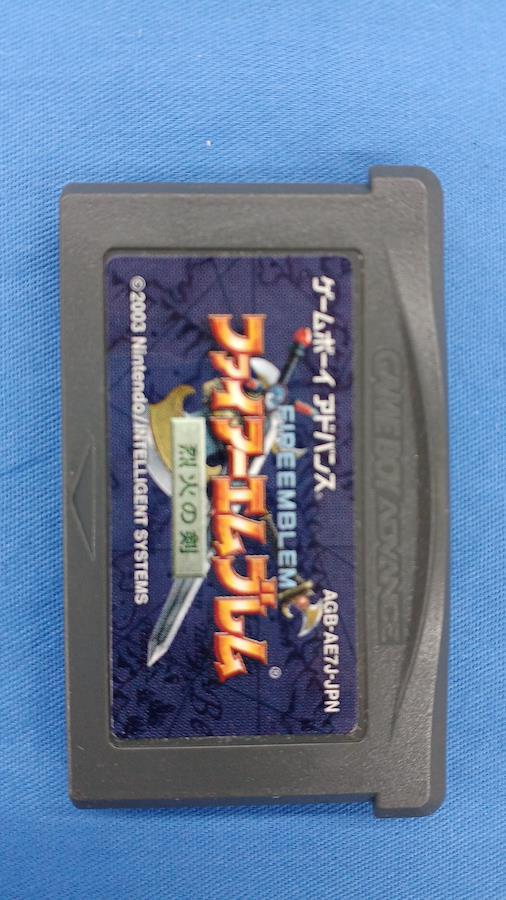 GAME BOY ADVANCE
ゲームボーイアドバンス
AGB-AE7J-JPN
FIRE EMBLEM
ファイアーエムブレム®
烈火の剣
©2003 Nintendo/INTELLIGENT SYSTEMS